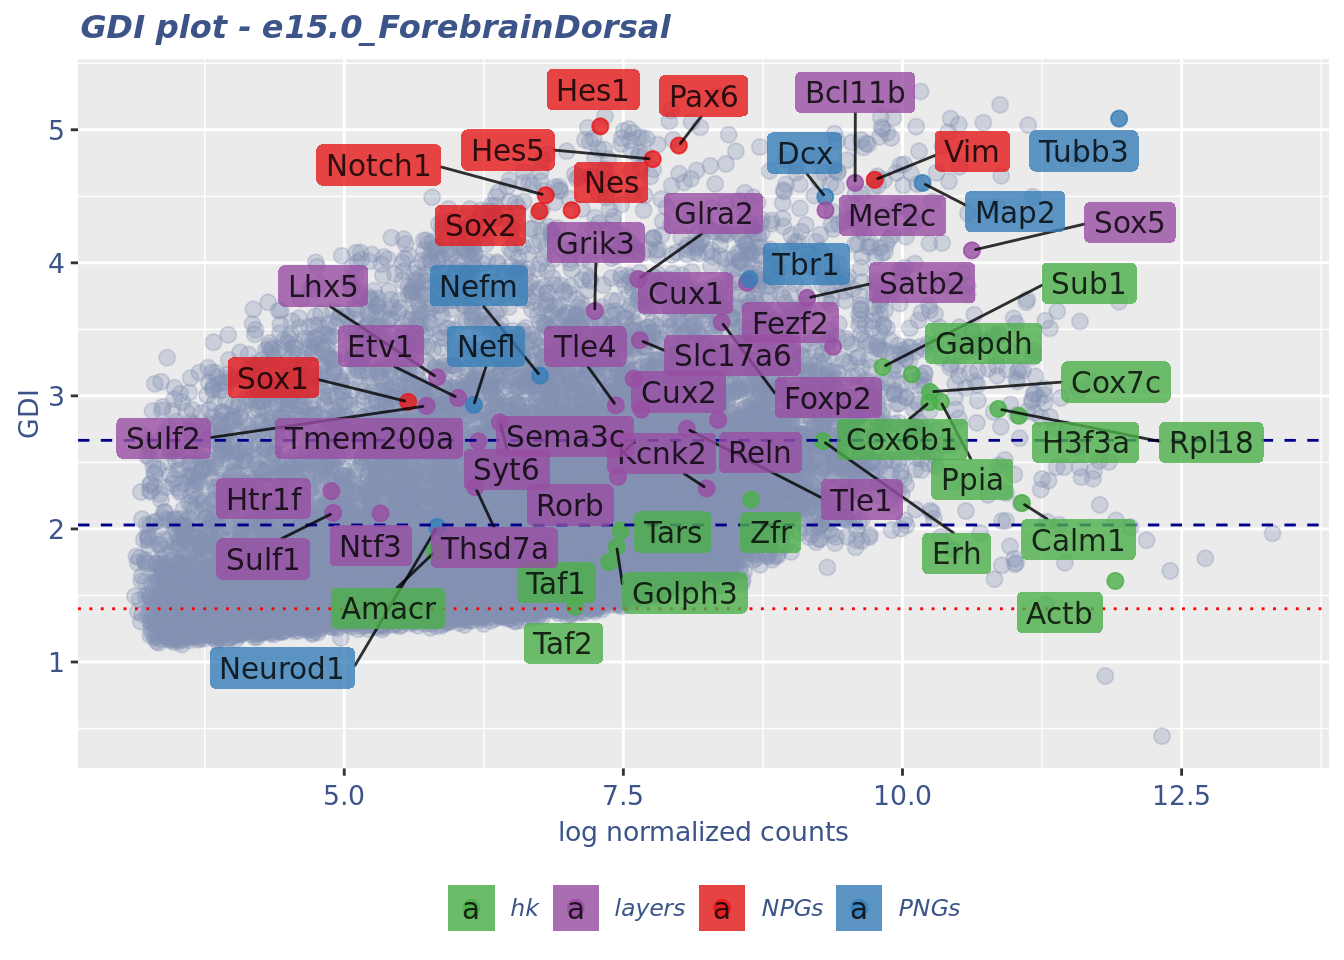 GDI plot - e15.0_ForebrainDorsal
GDI
5
4
3
2
1
Hes1
Pax6
Bcl11b
Hes5
Dcx
Vim
Tubb3
Notch1
Nes
Sox2
Glra2
Mef2c
Map2
Sox5
Grik3
Tbr1
Lhx5
Nefm
Cux1
Satb2
Sub1
Fezf2
Etv1
Nefl
Tle4
Slc17a6
Gapdh
Sox1
Cux2
Foxp2
Cox7c
Sulf2
Tmem200a
Sema3c
Kcnk2
Reln
Cox6b1
H3f3a
Rpl18
Syt6
Ppia
Htr1f
Rorb
Tle1
Sulf1
Ntf3
Thsd7a
Tars
Zfr
Erh
Calm1
Amacr
Taf1
Golph3
Actb
Taf2
Neurod1
5.0
7.5
10.0
12.5
log normalized counts
a hk a layers a NPGs a PNGs